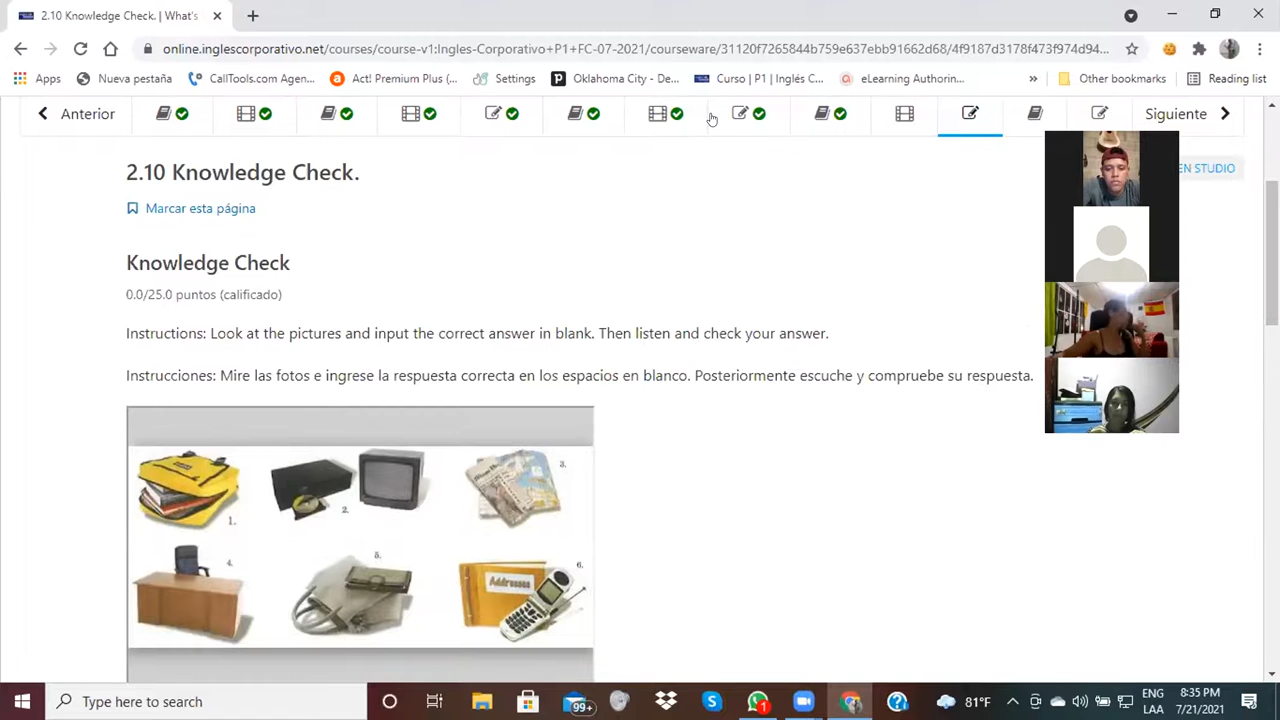 2.10 Knowledge Check. | What's
online.inglescorporativo.net/courses/course-v1:Ingles-Corporativo+P1+FC-07-2021/courseware/31120f7265844b759e637ebb91662d68/4f9187d3178f473f974d94...
Apps Nueva pestaña CallTools.com Agen... Act! Premium Plus (... Settings Oklahoma City - De... Curso | P1 | Inglés C... eLearning Authorin... » Other bookmarks Reading list
Anterior Siguiente
EN STUDIO
2.10 Knowledge Check.
Marcar esta página
Knowledge Check
0.0/25.0 puntos (calificado)
Instructions: Look at the pictures and input the correct answer in blank. Then listen and check your answer.
Instrucciones: Mire las fotos e ingrese la respuesta correcta en los espacios en blanco. Posteriormente escuche y compruebe su respuesta.
1. 2. 3.
4. 5. 6.
Addresses
Type here to search
99+
1
81°F
ENG
LAA
8:35 PM
7/21/2021